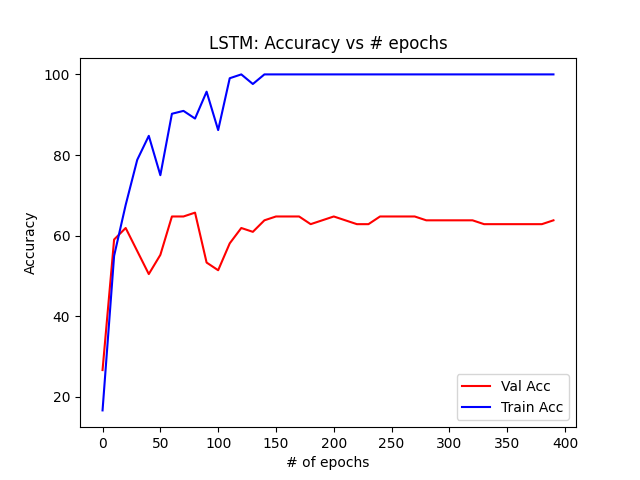 LSTM: Accuracy vs # epochs
100
80
60
40
20
Accuracy
0 50 100 150 200 250 300 350 400
# of epochs
Val Acc
Train Acc